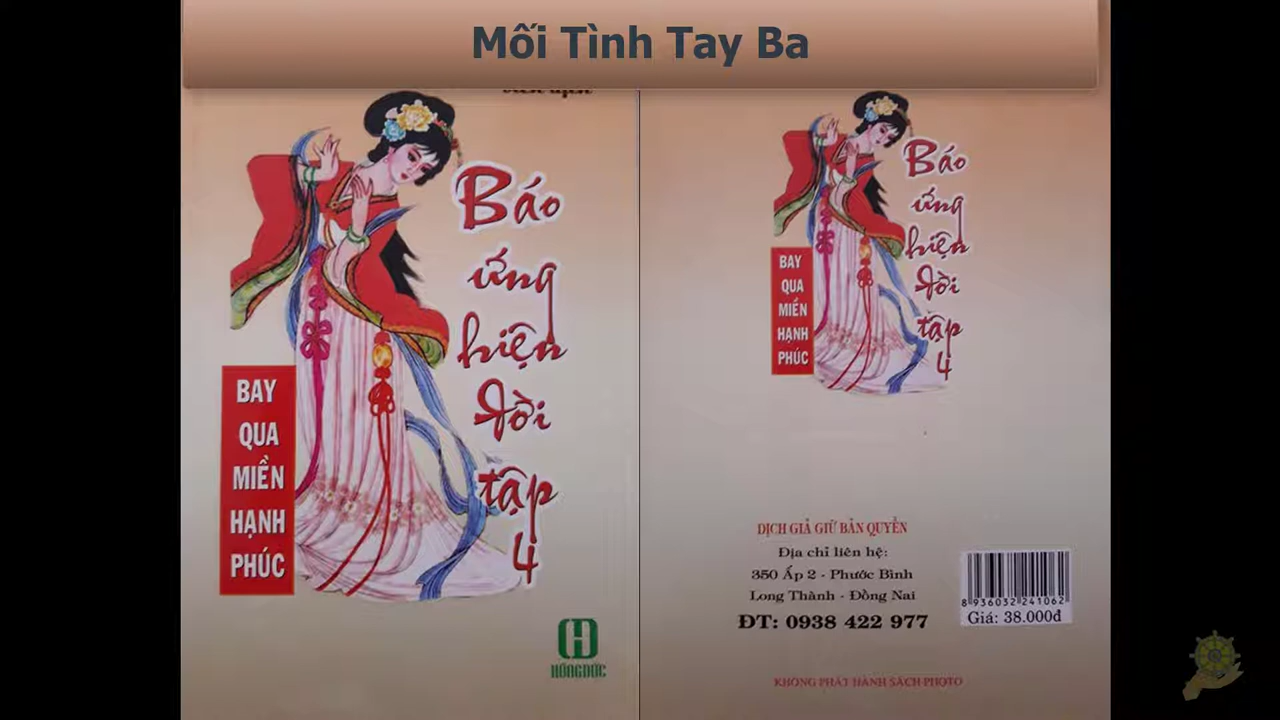 Mối Tình Tay Ba
Báo
ứng
hiện
đời
tập
4
BAY
QUA
MIỀN
HẠNH
PHÚC
HỒNG ĐỨC
Báo
ứng
hiện
đời
tập
4
BAY
QUA
MIỀN
HẠNH
PHÚC
DỊCH GIẢ GIỮ BẢN QUYỀN
Địa chỉ liên hệ:
350 Ấp 2 - Phước Bình
Long Thành - Đồng Nai
ĐT: 0938 422 977
8 936032 241062
Giá: 38.000đ
KHÔNG PHÁT HÀNH SÁCH PHOTO